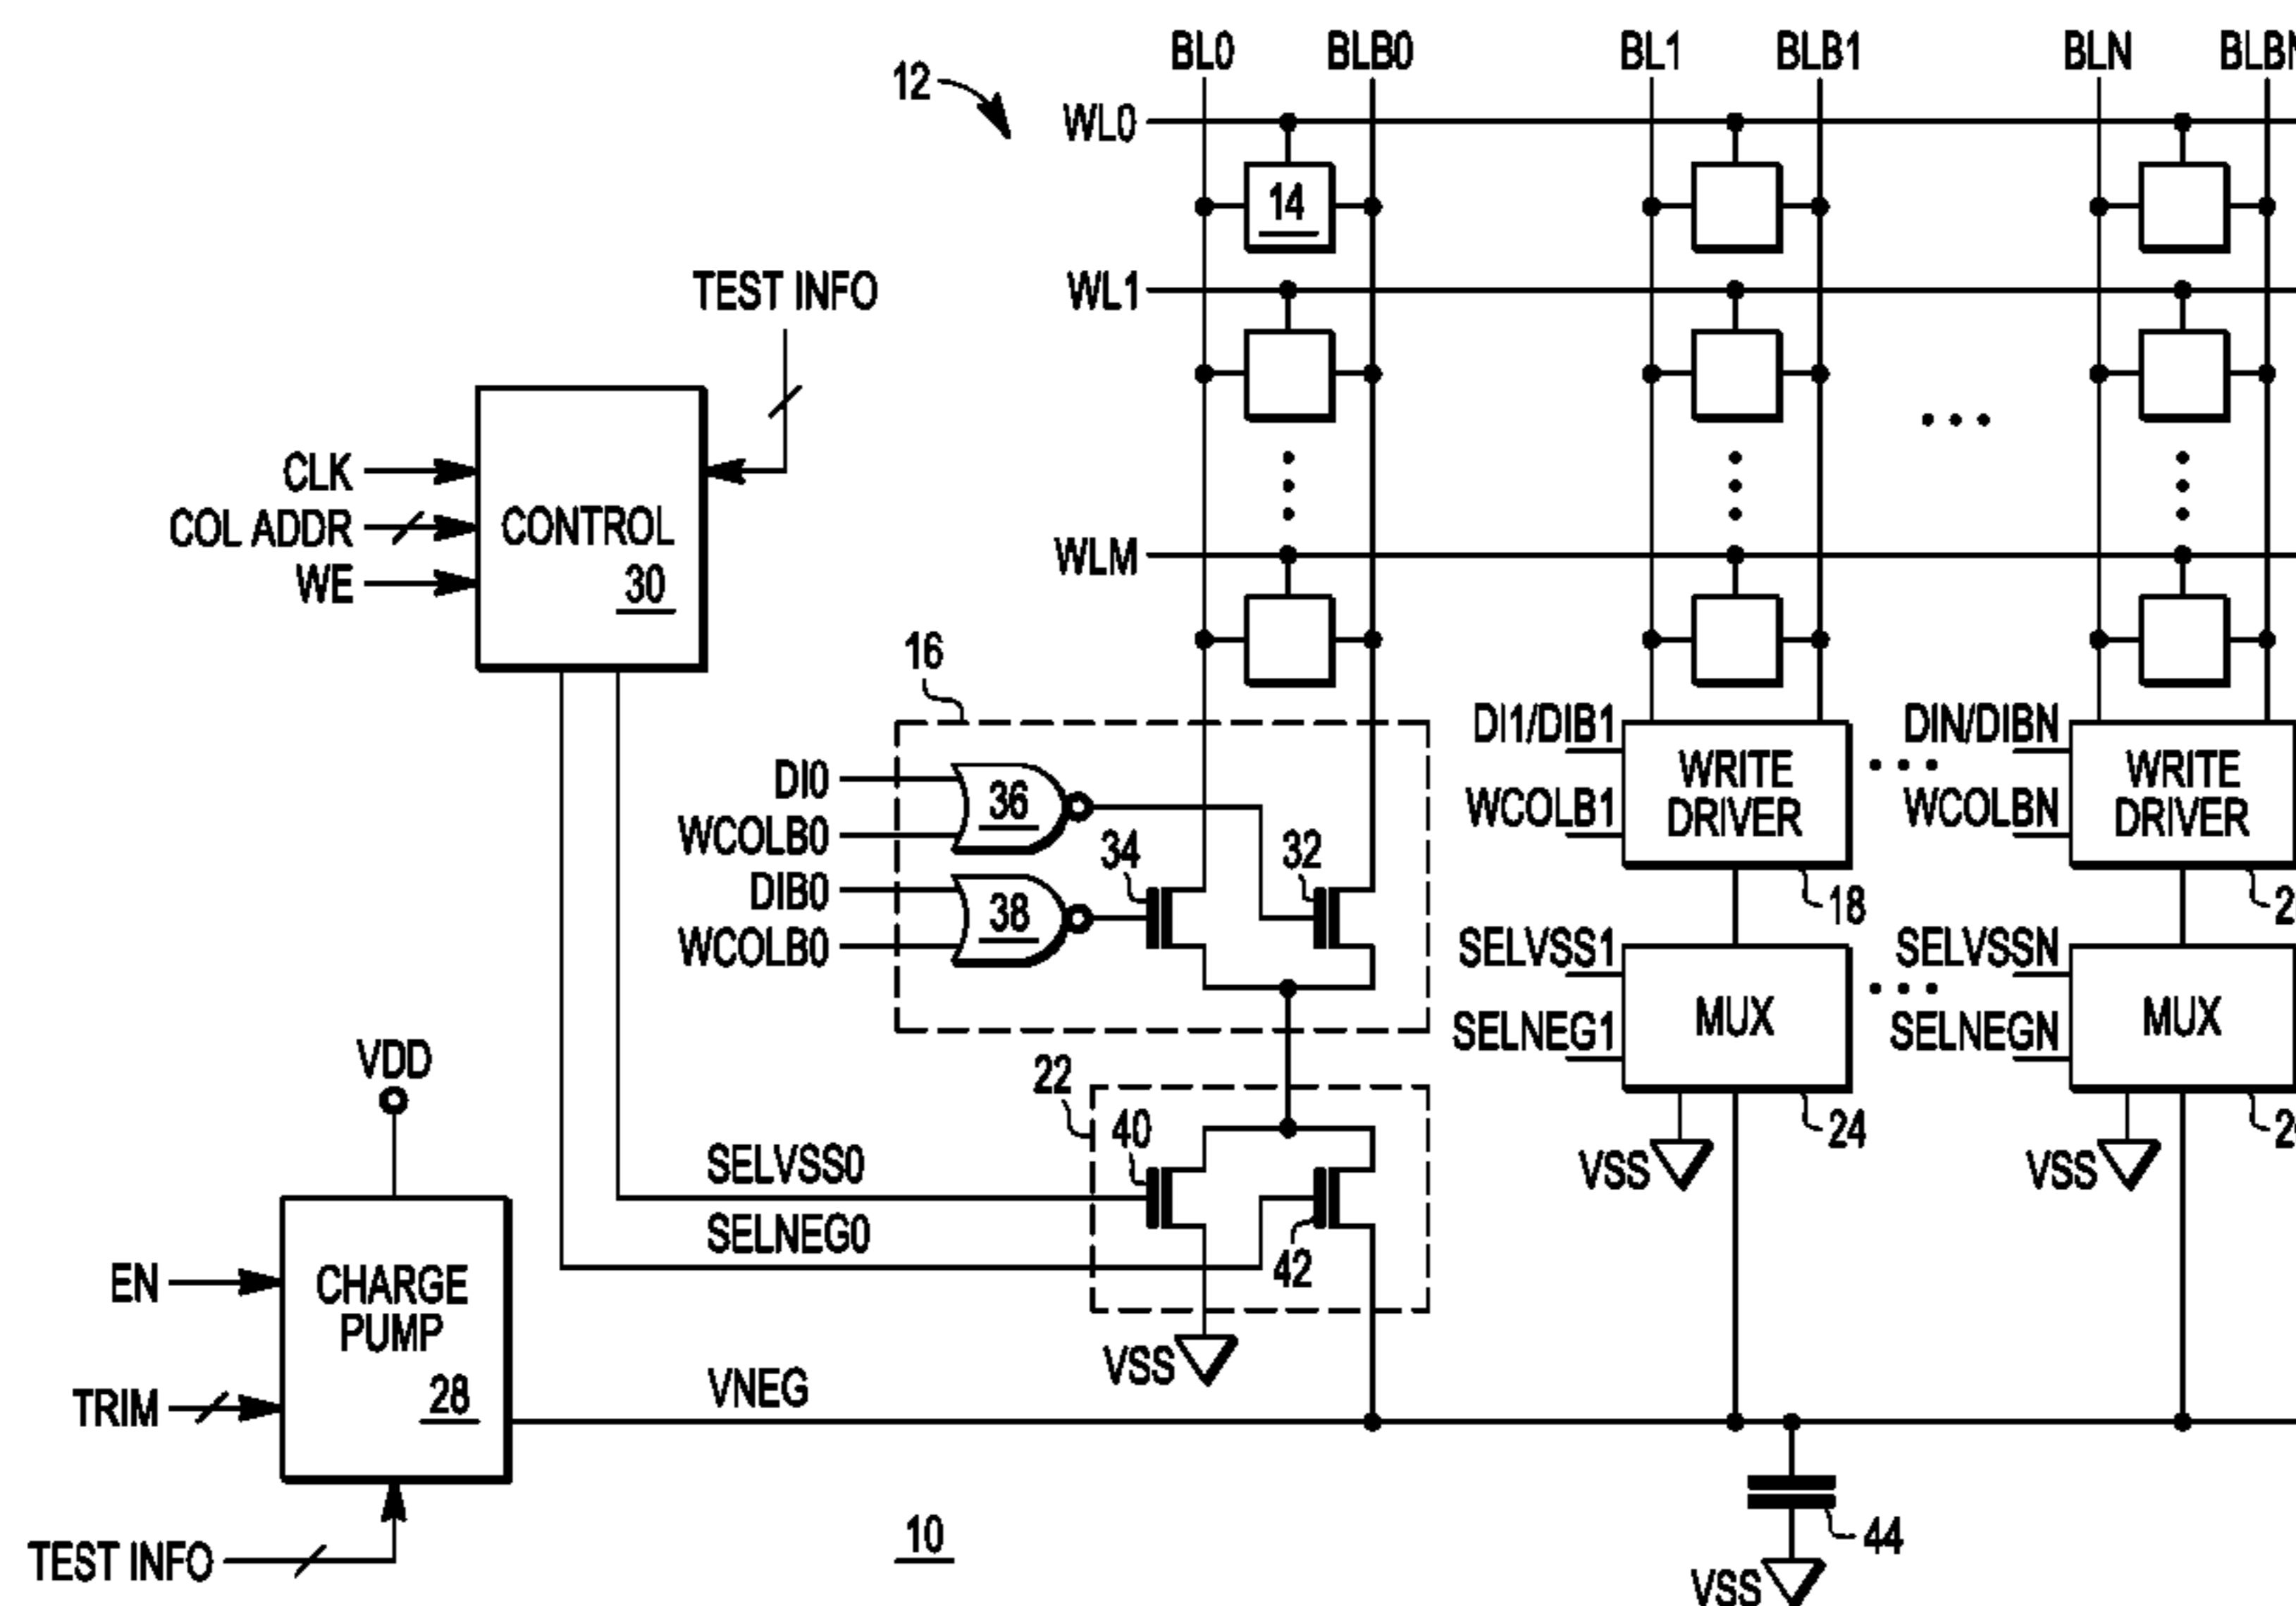 BL0 BLB0 BL1 BLB1 BLN BLBN
12
WL0
14
TEST INFO
WL1
CLK
COL ADDR
WE
CONTROL
30
WLM
16
DI0
WCOLB0
DIB0
WCOLB0
36
38
34
32
DI1/DIB1
WCOLB1
WRITE
DRIVER
18
DIN/DIBN
WCOLBN
WRITE
DRIVER
SELVSS1
SELNEG1
MUX
24
VSS
SELVSSN
SELNEGN
MUX
VSS
22
40
42
SELVSS0
SELNEG0
VSS
VDD
EN
TRIM
CHARGE
PUMP
28
VNEG
TEST INFO
10
44
VSS